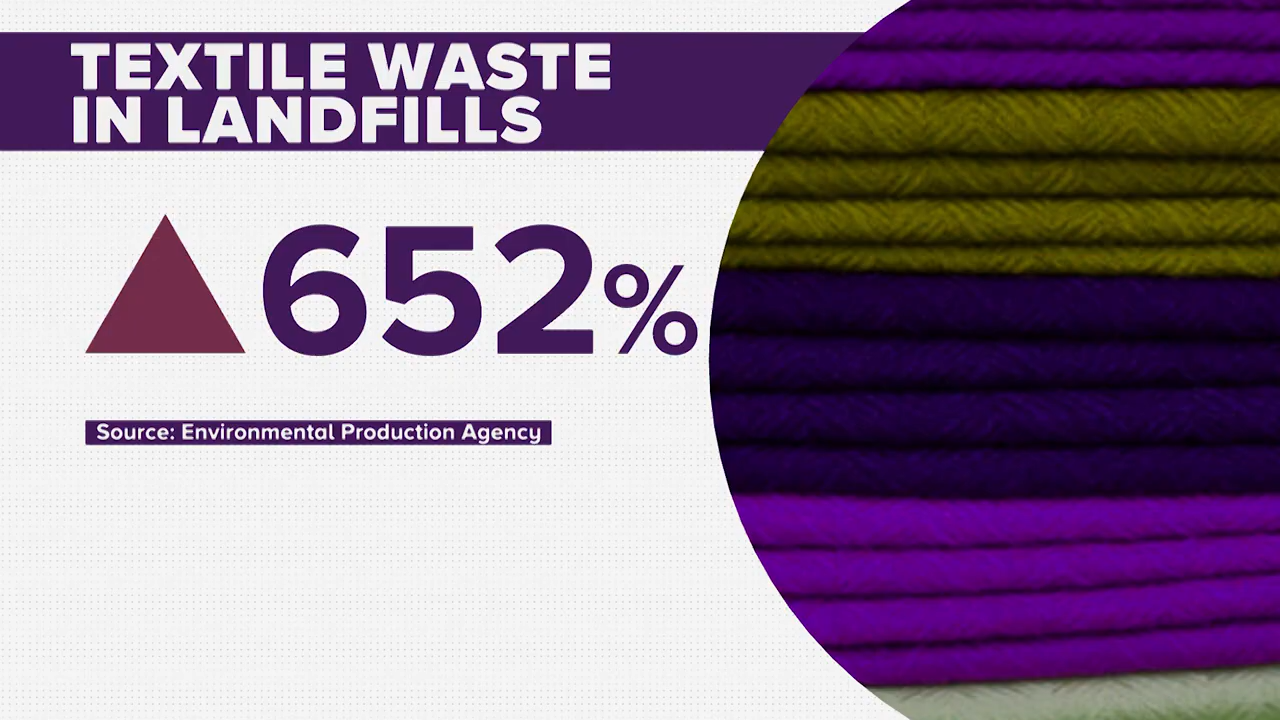 TEXTILE WASTE
IN LANDFILLS
652%
Source: Environmental Production Agency